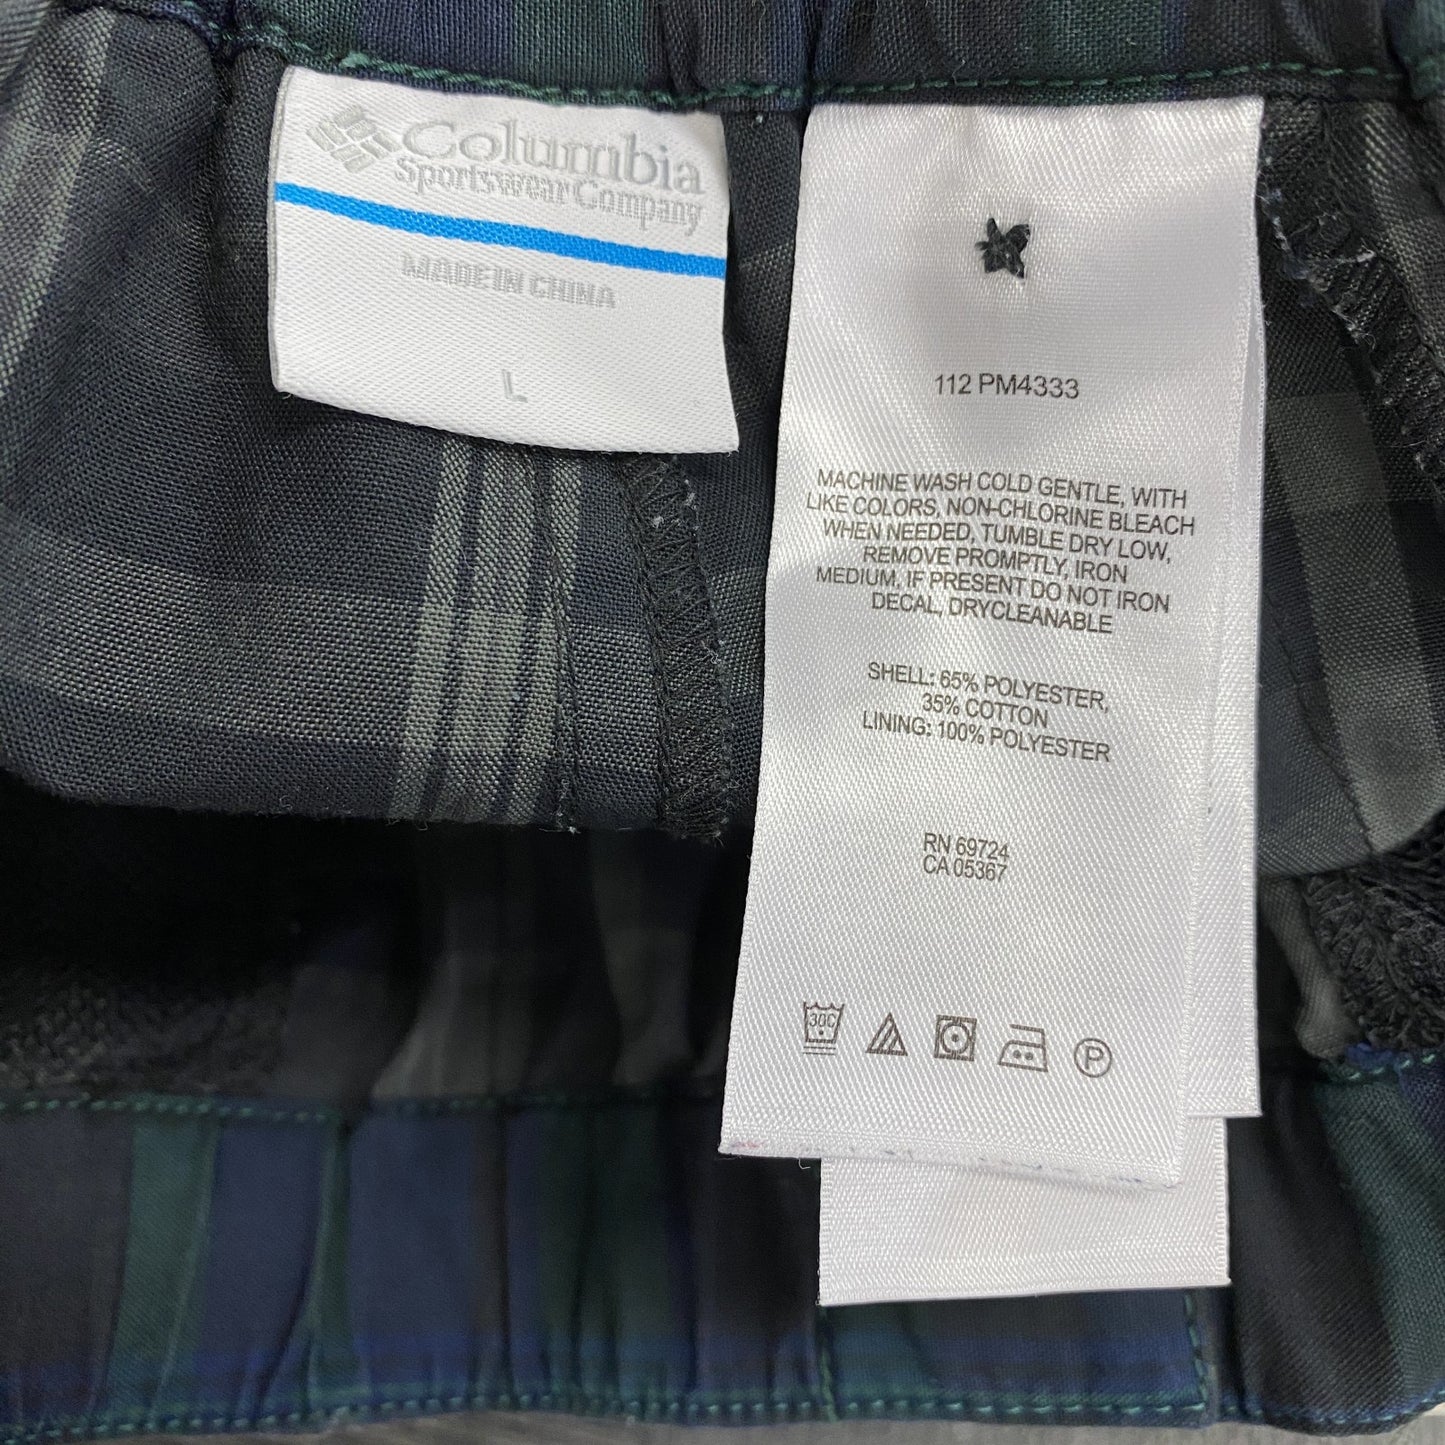 Columbia
Sportswear Company
MADE IN CHINA
L
112 PM4333
MACHINE WASH COLD GENTLE, WITH
LIKE COLORS, NON-CHLORINE BLEACH
WHEN NEEDED, TUMBLE DRY LOW,
REMOVE PROMPTLY, IRON
MEDIUM, IF PRESENT DO NOT IRON
DECAL, DRYCLEANABLE
SHELL: 65% POLYESTER,
35% COTTON
LINING: 100% POLYESTER
RN 69724
CA 05367
30C
P